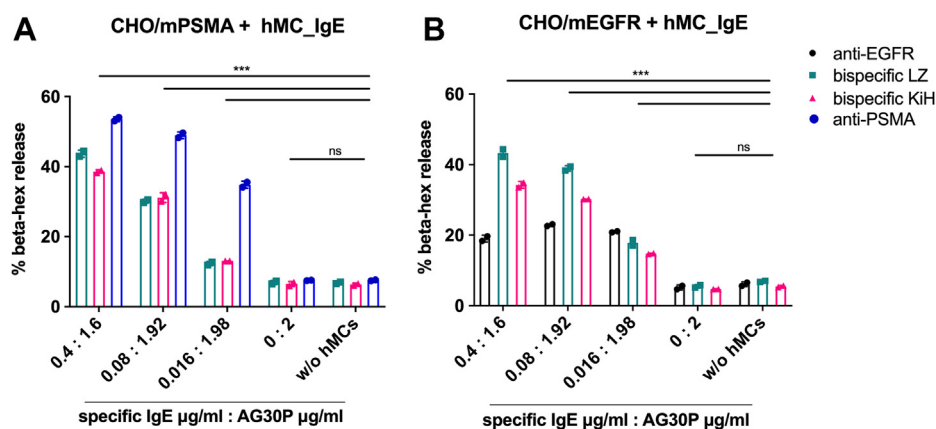 A
CHO/mPSMA + hMC_IgE
***
ns
% beta-hex release
60
40
20
0
0.4 : 1.6
0.08 : 1.92
0.016 : 1.98
0 : 2
w/o hMCs
specific IgE µg/ml : AG30P µg/ml
B
CHO/mEGFR + hMC_IgE
***
ns
% beta-hex release
60
40
20
0
0.4 : 1.6
0.08 : 1.92
0.016 : 1.98
0 : 2
w/o hMCs
specific IgE µg/ml : AG30P µg/ml
anti-EGFR
bispecific LZ
bispecific KiH
anti-PSMA